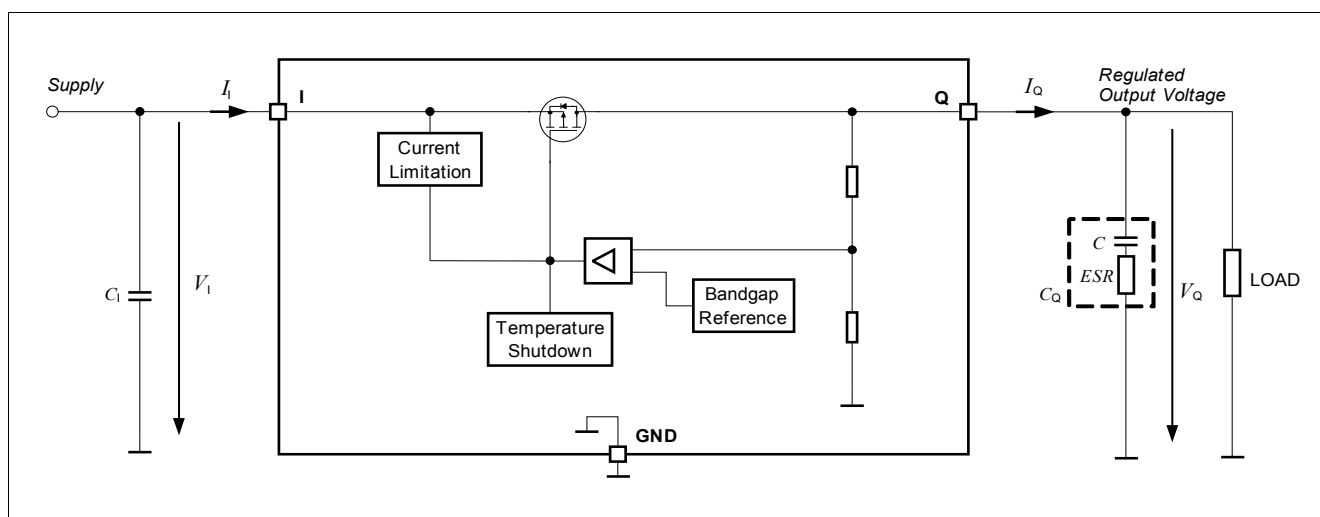 Supply
I_I
I
Q
I_Q
Regulated
Output Voltage
Current
Limitation
C_I
V_I
Bandgap
Reference
Temperature
Shutdown
C
ESR
C_Q
V_Q
LOAD
GND